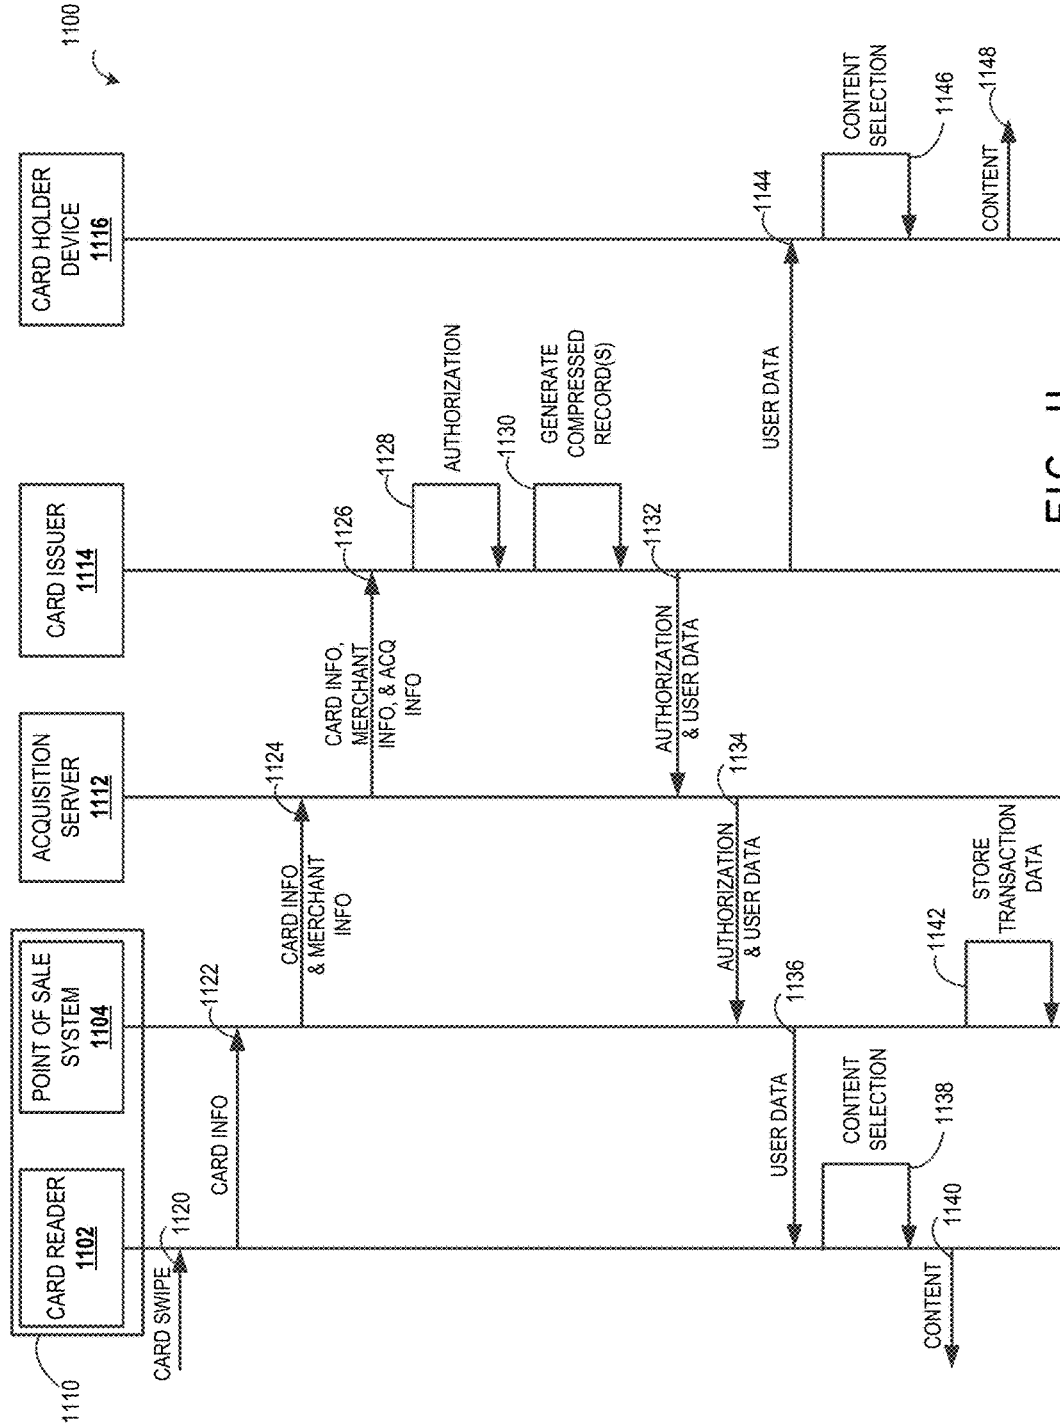 1100
1110
CARD READER
1102
POINT OF SALE
SYSTEM
1104
ACQUISITION
SERVER
1112
CARD ISSUER
1114
CARD HOLDER
DEVICE
1116
CARD SWIPE
1120
CARD INFO
1122
CARD INFO
& MERCHANT
INFO
1124
CARD INFO,
MERCHANT
INFO, & ACQ
INFO
1126
1128
AUTHORIZATION
1130
GENERATE
COMPRESSED
RECORD(S)
AUTHORIZATION
& USER DATA
1132
AUTHORIZATION
& USER DATA
1134
USER DATA
1136
USER DATA
1144
CONTENT
SELECTION
1138
CONTENT
SELECTION
1146
CONTENT
1140
1142
STORE
TRANSACTION
DATA
CONTENT
1148